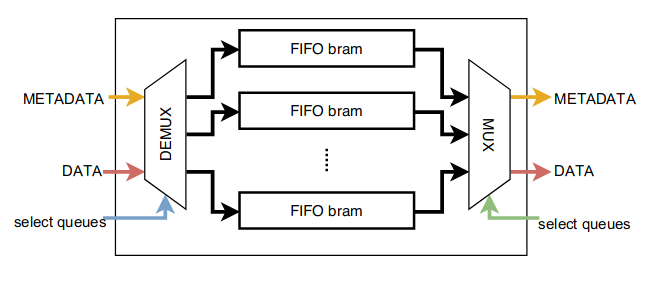 FIFO bram
METADATA
DEMUX
FIFO bram
MUX
METADATA
DATA
DATA
select queues
FIFO bram
select queues